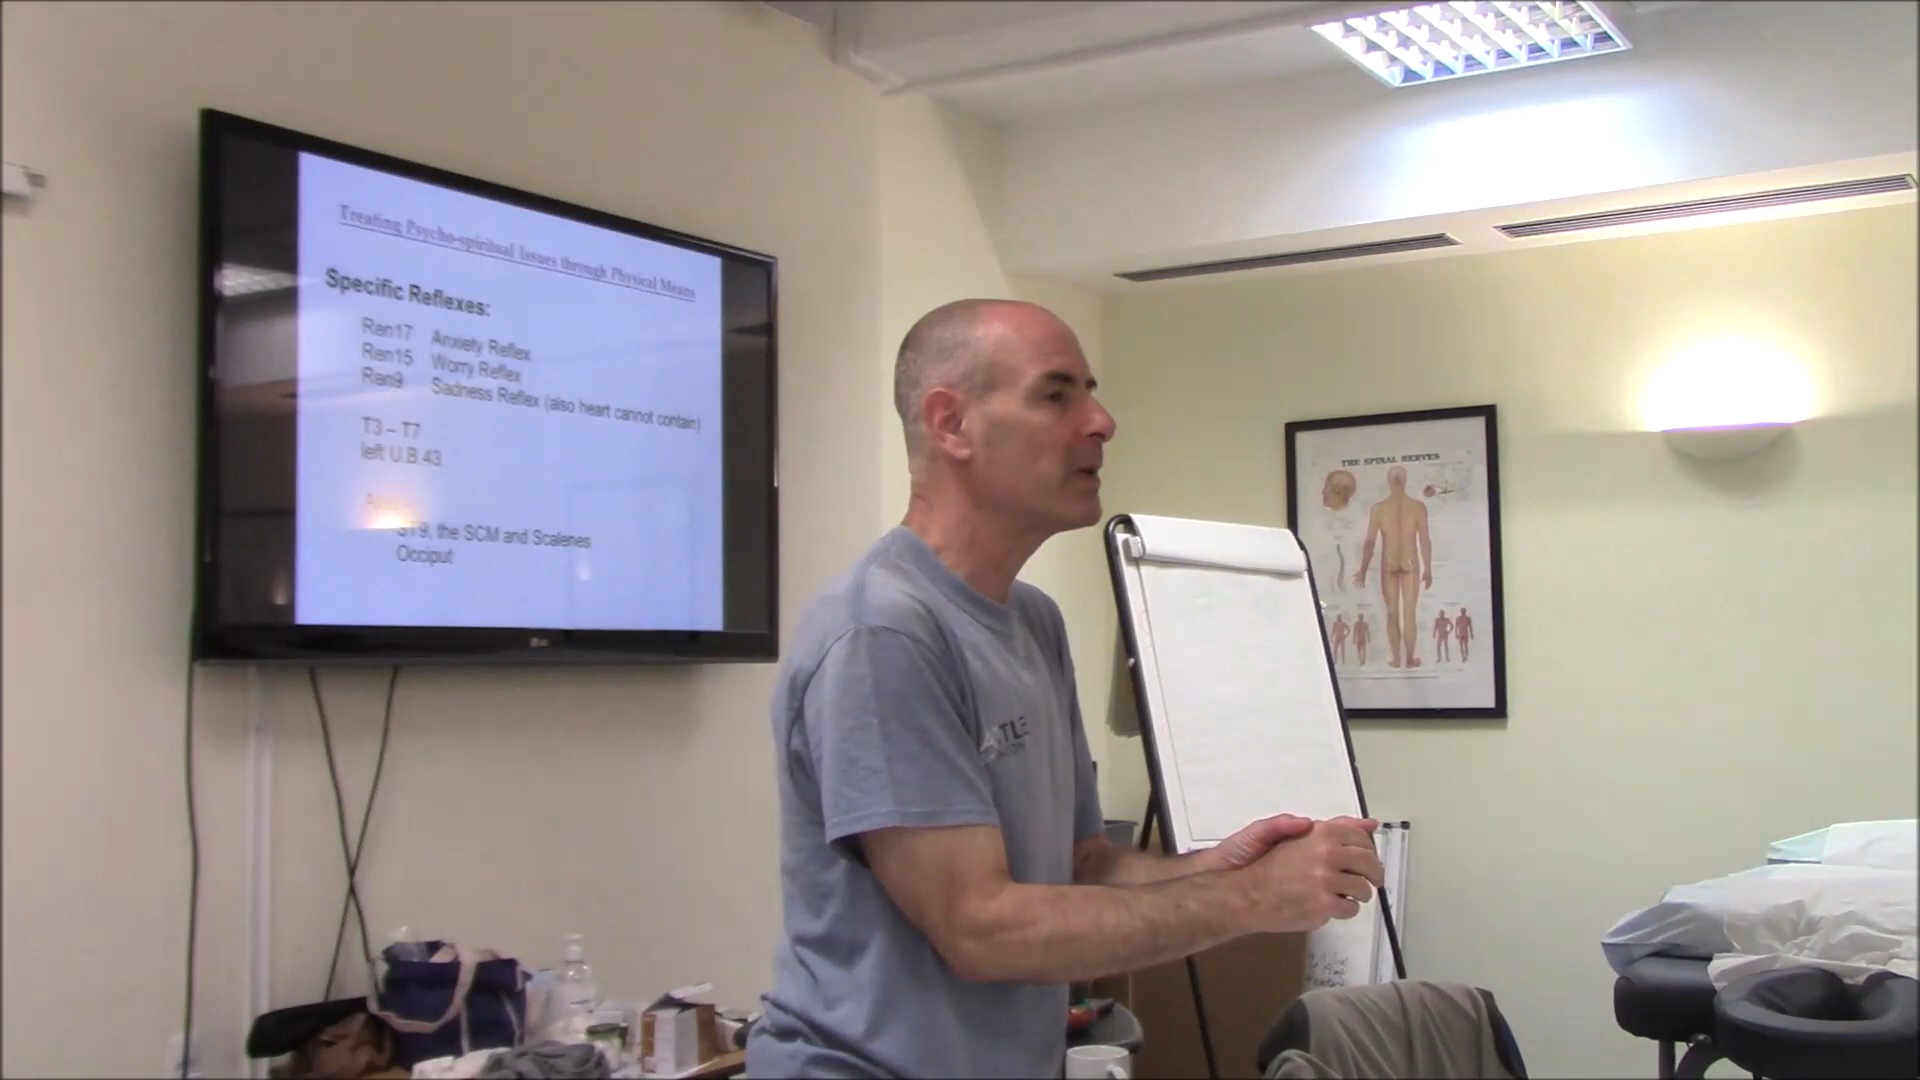 Treating Psycho-spiritual Issues through Physical Means
Specific Reflexes:
Ren17 Anxiety Reflex
Ren15 Worry Reflex
Ren9 Sadness Reflex (also heart cannot contain)
T3 – T7
left U.B.43
ST9, the SCM and Scalenes
Occiput
THE SPINAL NERVES
LG